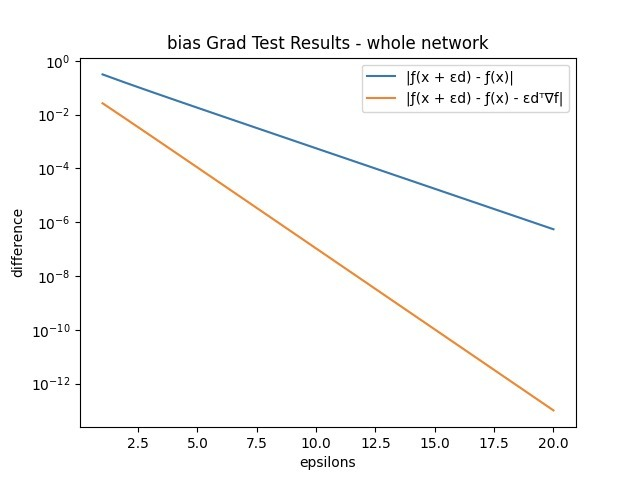 bias Grad Test Results - whole network
|ƒ(x + εd) - ƒ(x)|
|ƒ(x + εd) - ƒ(x) - εdᵀ∇f|
difference
10⁰
10⁻²
10⁻⁴
10⁻⁶
10⁻⁸
10⁻¹⁰
10⁻¹²
2.5 5.0 7.5 10.0 12.5 15.0 17.5 20.0
epsilons